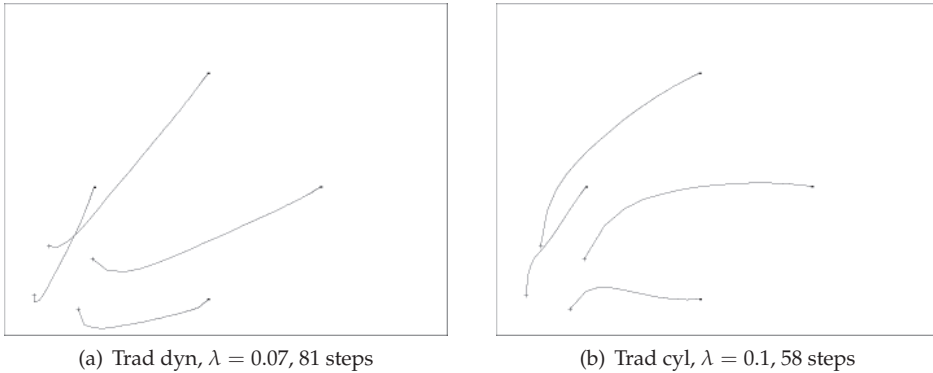 (a) Trad dyn, λ = 0.07, 81 steps
(b) Trad cyl, λ = 0.1, 58 steps